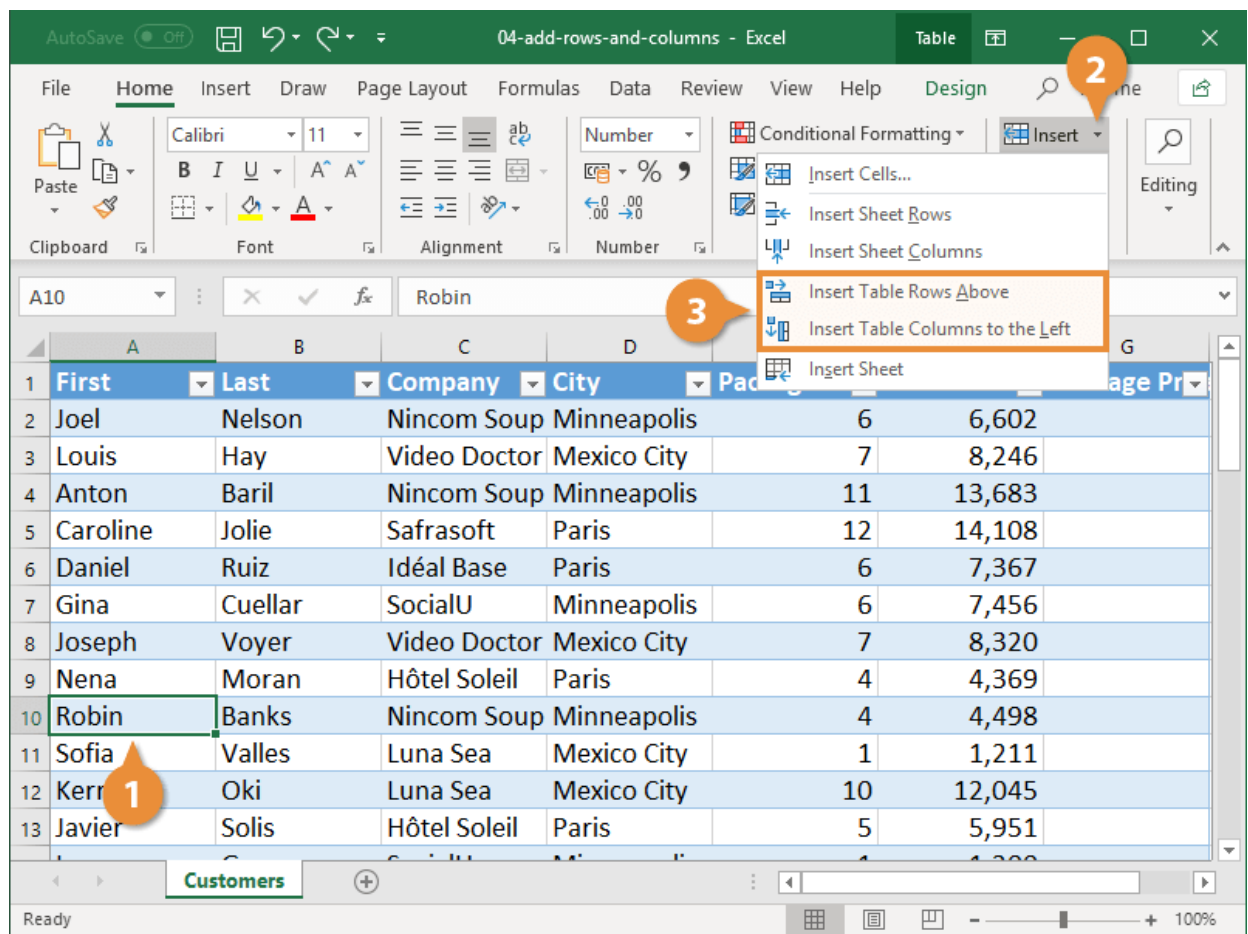 AutoSave Off 04-add-rows-and-columns - Excel Table
2
File Home Insert Draw Page Layout Formulas Data Review View Help Design
Calibri 11 Number Conditional Formatting Insert
Paste B I U A A % Editing
Clipboard Font Alignment Number
Insert Cells...
Insert Sheet Rows
Insert Sheet Columns
Insert Table Rows Above
Insert Table Columns to the Left
Insert Sheet
3
A10 fx Robin
A B C D G
1 First Last Company City
2 Joel Nelson Nincom Soup Minneapolis 6 6,602
3 Louis Hay Video Doctor Mexico City 7 8,246
4 Anton Baril Nincom Soup Minneapolis 11 13,683
5 Caroline Jolie Safrasoft Paris 12 14,108
6 Daniel Ruiz Idéal Base Paris 6 7,367
7 Gina Cuellar SocialU Minneapolis 6 7,456
8 Joseph Voyer Video Doctor Mexico City 7 8,320
9 Nena Moran Hôtel Soleil Paris 4 4,369
10 Robin Banks Nincom Soup Minneapolis 4 4,498
11 Sofia Valles Luna Sea Mexico City 1 1,211
1
12 Kerr Oki Luna Sea Mexico City 10 12,045
13 Javier Solis Hôtel Soleil Paris 5 5,951
Customers
Ready 100%